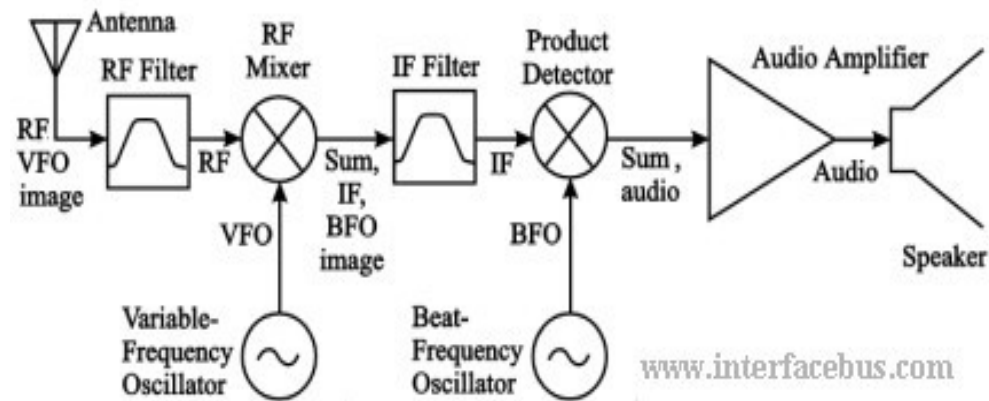 Antenna
RF Filter
RF
Mixer
IF Filter
Product
Detector
Audio Amplifier
RF
VFO
image
RF
Sum,
IF,
BFO
image
IF
Sum,
audio
Audio
Speaker
VFO
BFO
Variable-
Frequency
Oscillator
Beat-
Frequency
Oscillator
www.interfacebus.com